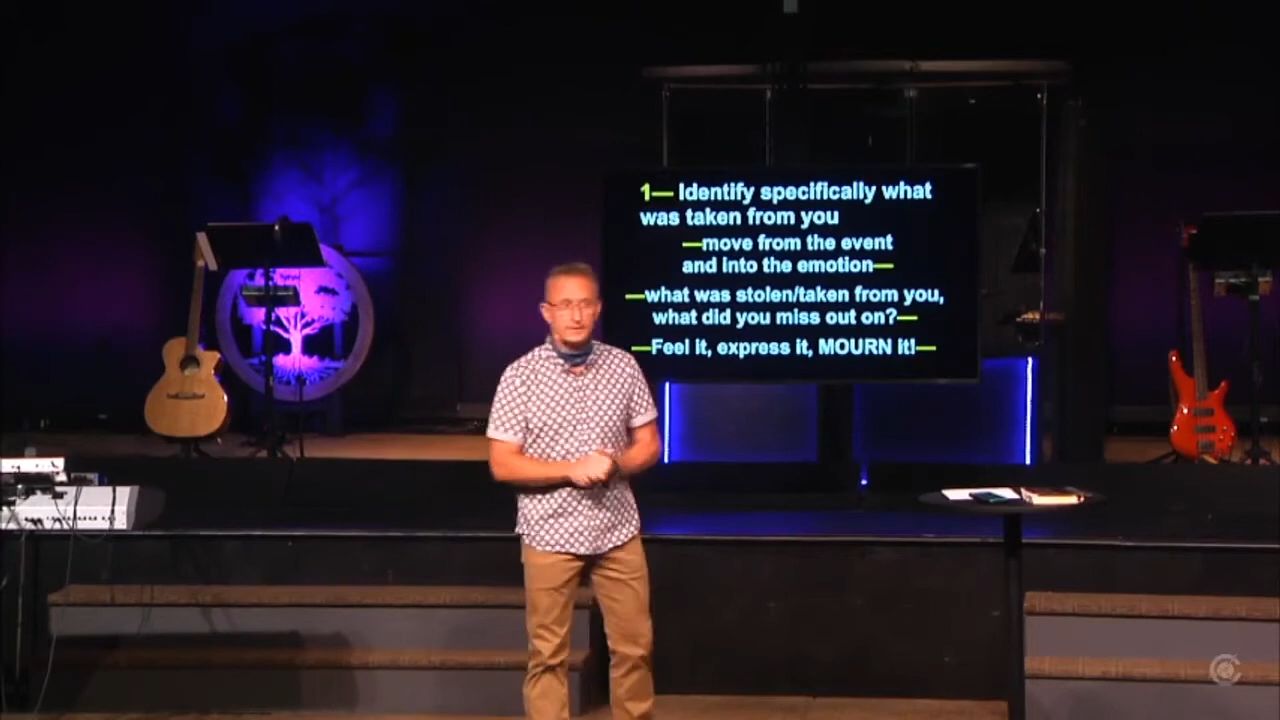 1— Identify specifically what
was taken from you
—move from the event
and into the emotion—
—what was stolen/taken from you,
what did you miss out on?—
—Feel it, express it, MOURN it!—